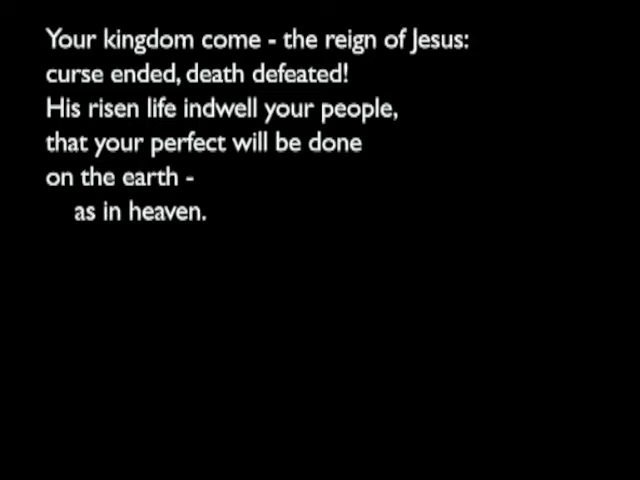 Your kingdom come - the reign of Jesus:
curse ended, death defeated!
His risen life indwell your people,
that your perfect will be done
on the earth -
as in heaven.